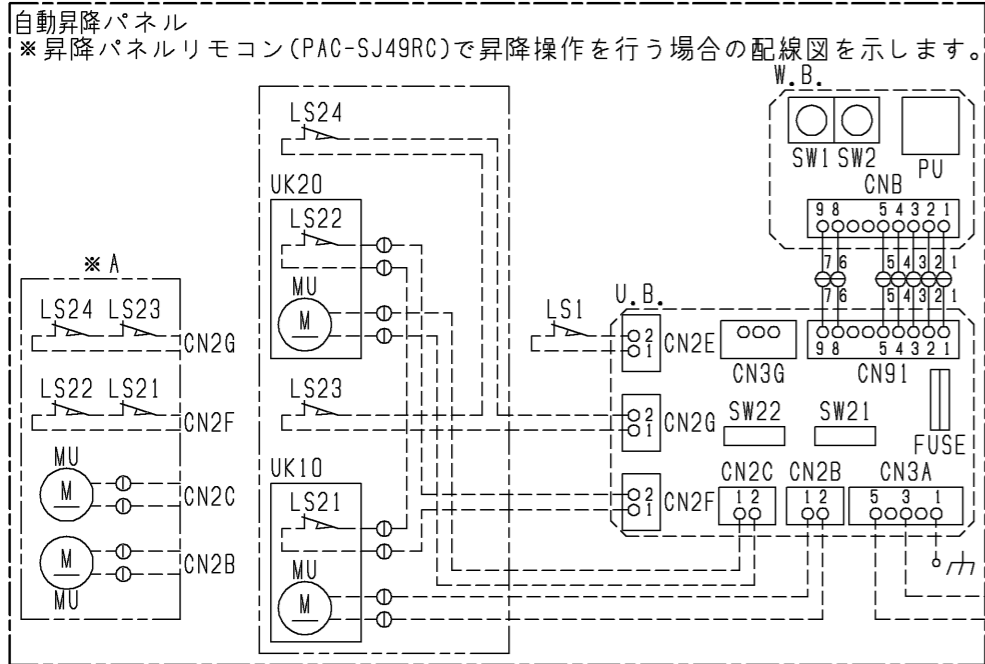 自動昇降パネル
※昇降パネルリモコン(PAC-SJ49RC)で昇降操作を行う場合の配線図を示します。
W.B.
SW1 SW2 PU
CNB
9 8 5 4 3 2 1
7 6 5 4 3 2 1
7 6 5 4 3 2 1
9 8 5 4 3 2 1
CN91
U.B.
LS1
2
1
CN2E
CN3G
FUSE
SW22 SW21
2
1
CN2G
2
1
CN2F
CN2C CN2B CN3A
1 2 1 2 5 3 1
LS24
UK20
LS22
MU
M
LS23
UK10
LS21
MU
M
※A
LS24 LS23
CN2G
LS22 LS21
CN2F
MU
M
CN2C
M
CN2B
MU